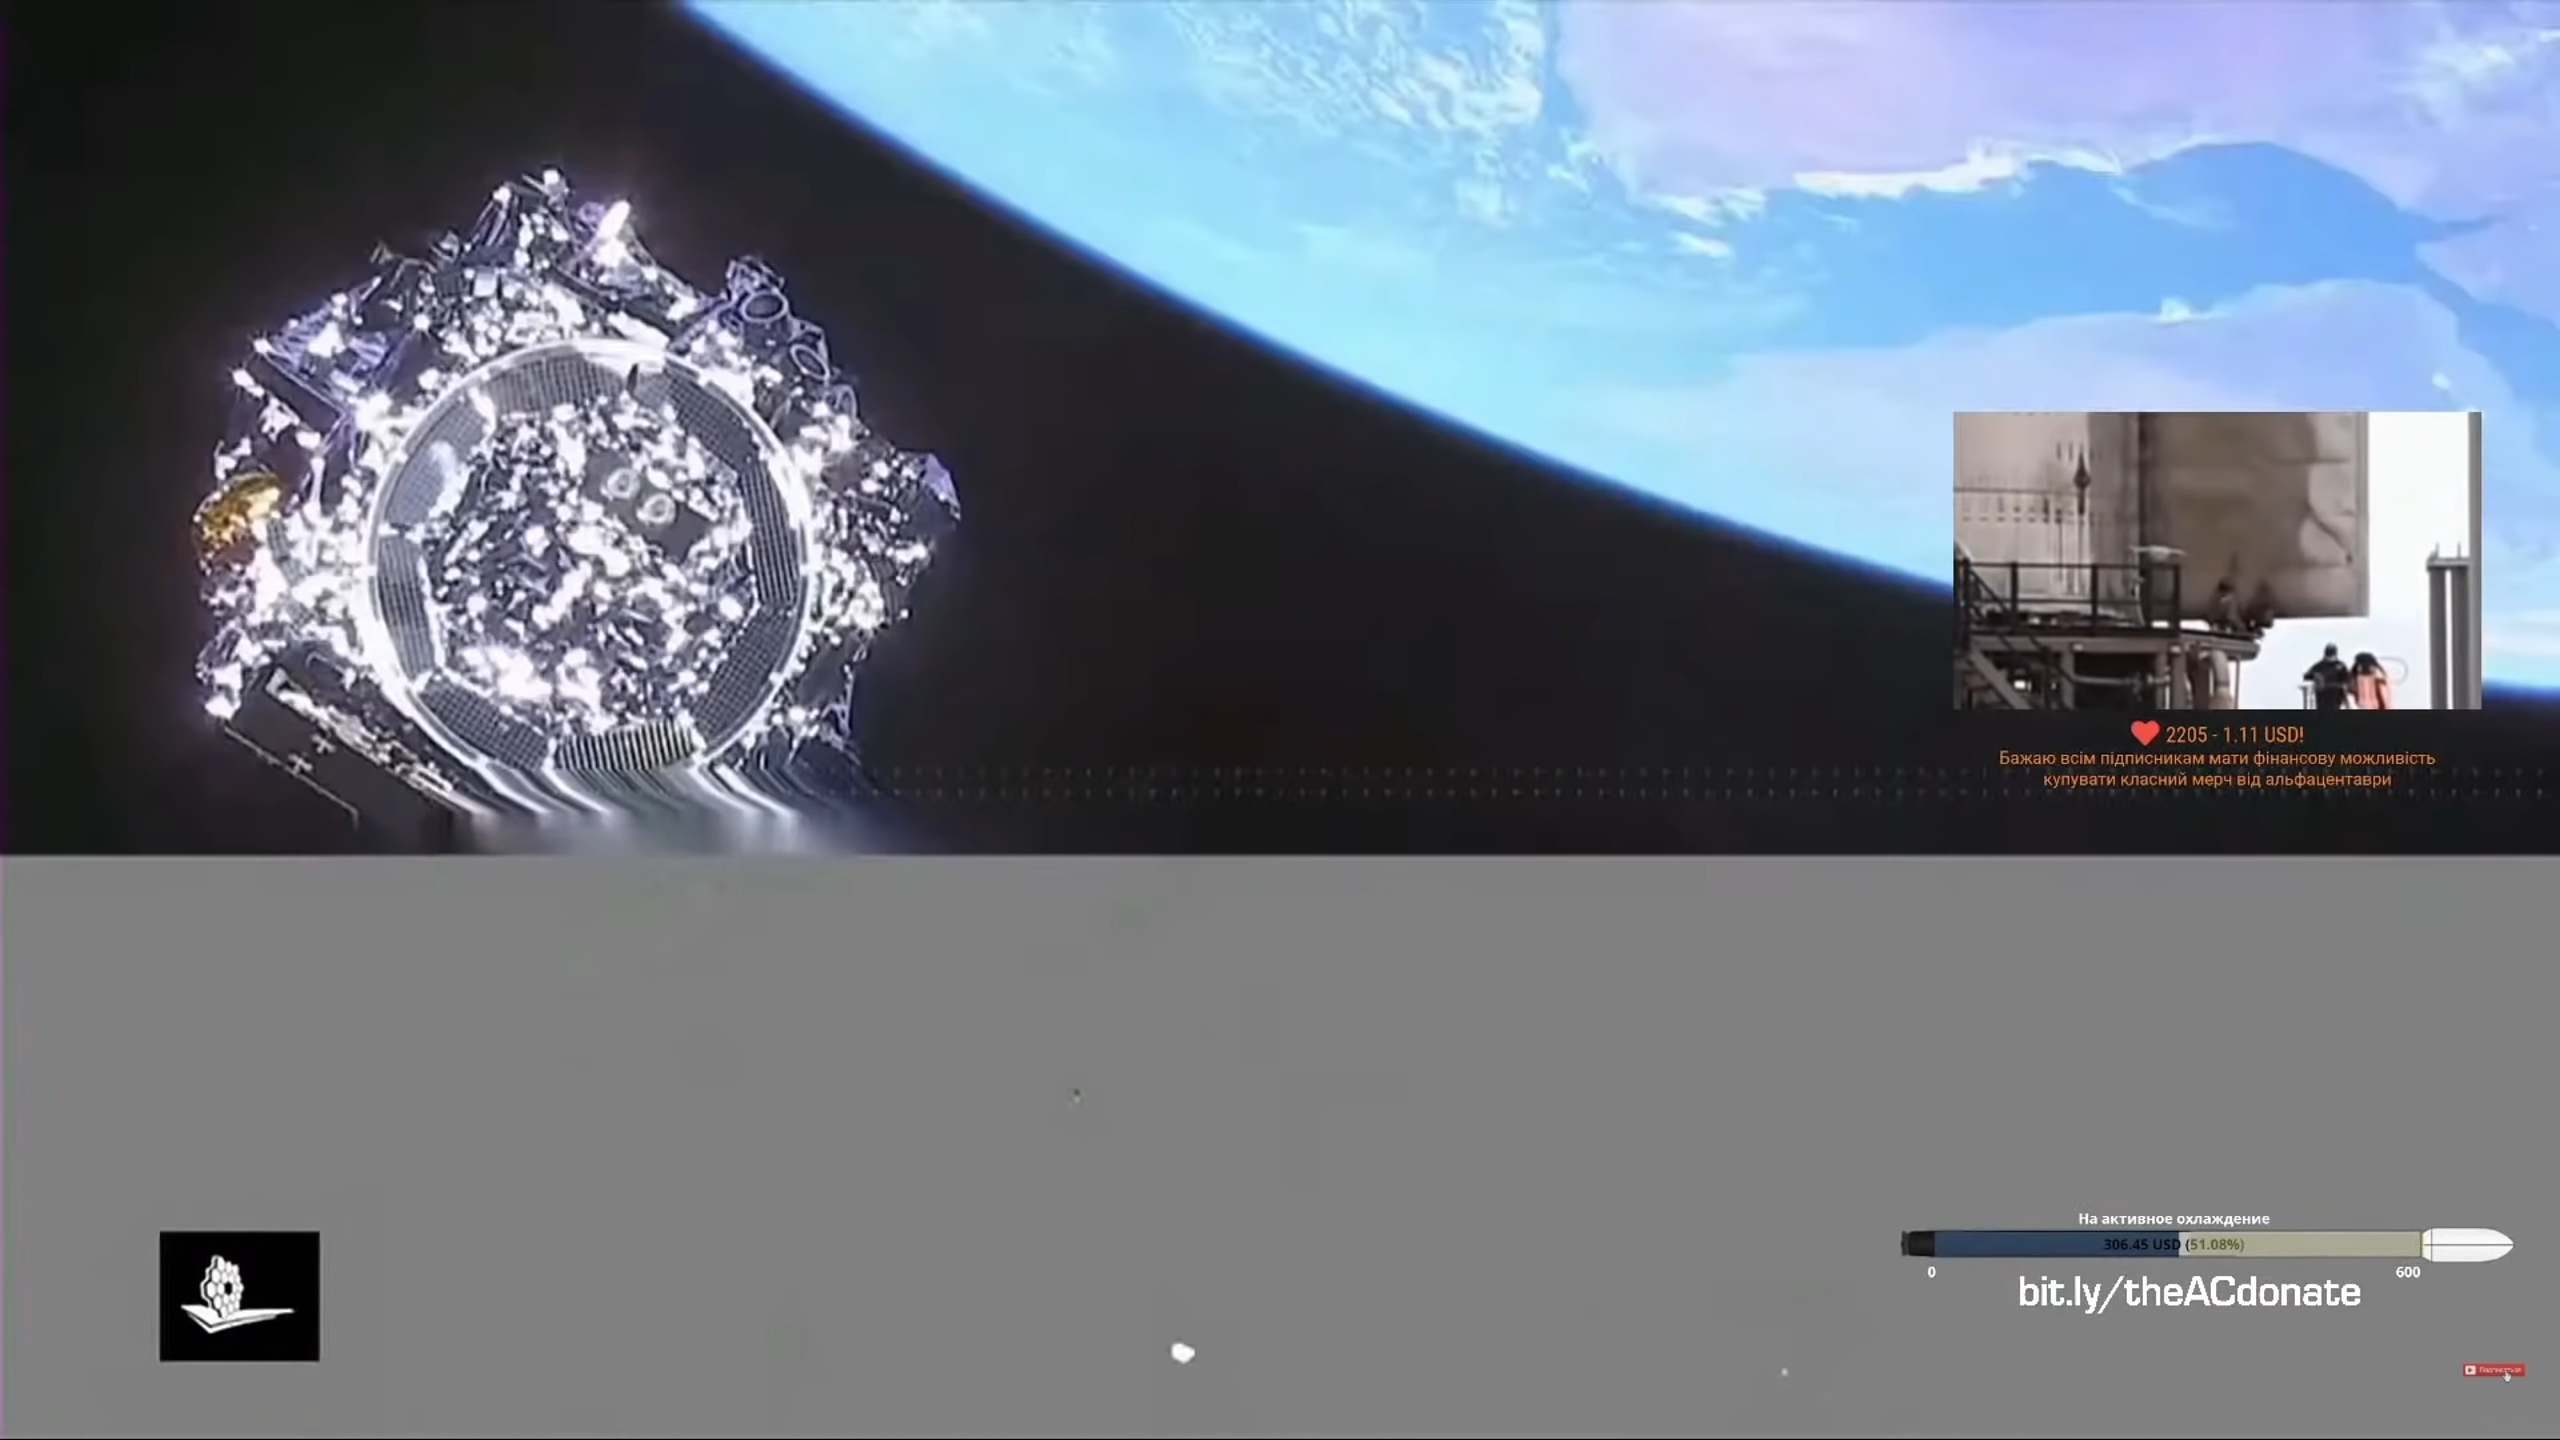 2205 - 1.11 USD!
Бажаю всім підписникам мати фінансову можливість
купувати класний мерч від альфацентаври
На активное охлаждение
306.45 USD (51.08%)
0 600
bit.ly/theACdonate